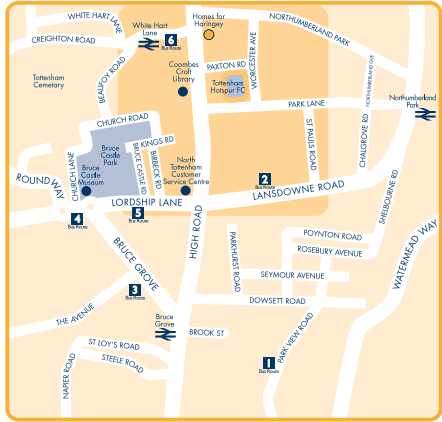 WHITE HART LANE
White Hart
Lane
Homes for
Haringey
NORTHUMBERLAND PARK
CREIGHTON ROAD
6
Bus Route
WORCESTER AVE
BEAUFOY ROAD
Coombes
Croft
Library
PAXTON RD
Tottenham
Cemetary
Tottenham
Hotspur FC
NORTHUMBERLAND GVE
PARK LANE
Northumberland
Park
CHURCH ROAD
ST PAULS ROAD
CHALGROVE RD
KINGS RD
Bruce
Castle
Park
BRUCE CASTLE RD
BIRBECK RD
CHURCH LANE
North
Tottenham
Customer
Service Centre
ROUND WAY
Bruce
Castle
Museum
2
Bus Route
LANSDOWNE ROAD
SHELBOURNE RD
LORDSHIP LANE
4
Bus Route
5
Bus Route
HIGH ROAD
WATERMEAD WAY
BRUCE GROVE
PARKHURST ROAD
POYNTON ROAD
ROSEBURY AVENUE
SEYMOUR AVENUE
3
Bus Route
DOWSETT ROAD
THE AVENUE
Bruce
Grove
BROOK ST
PARK VIEW ROAD
ST LOY'S ROAD
STEELE ROAD
NAPIER ROAD
1
Bus Route